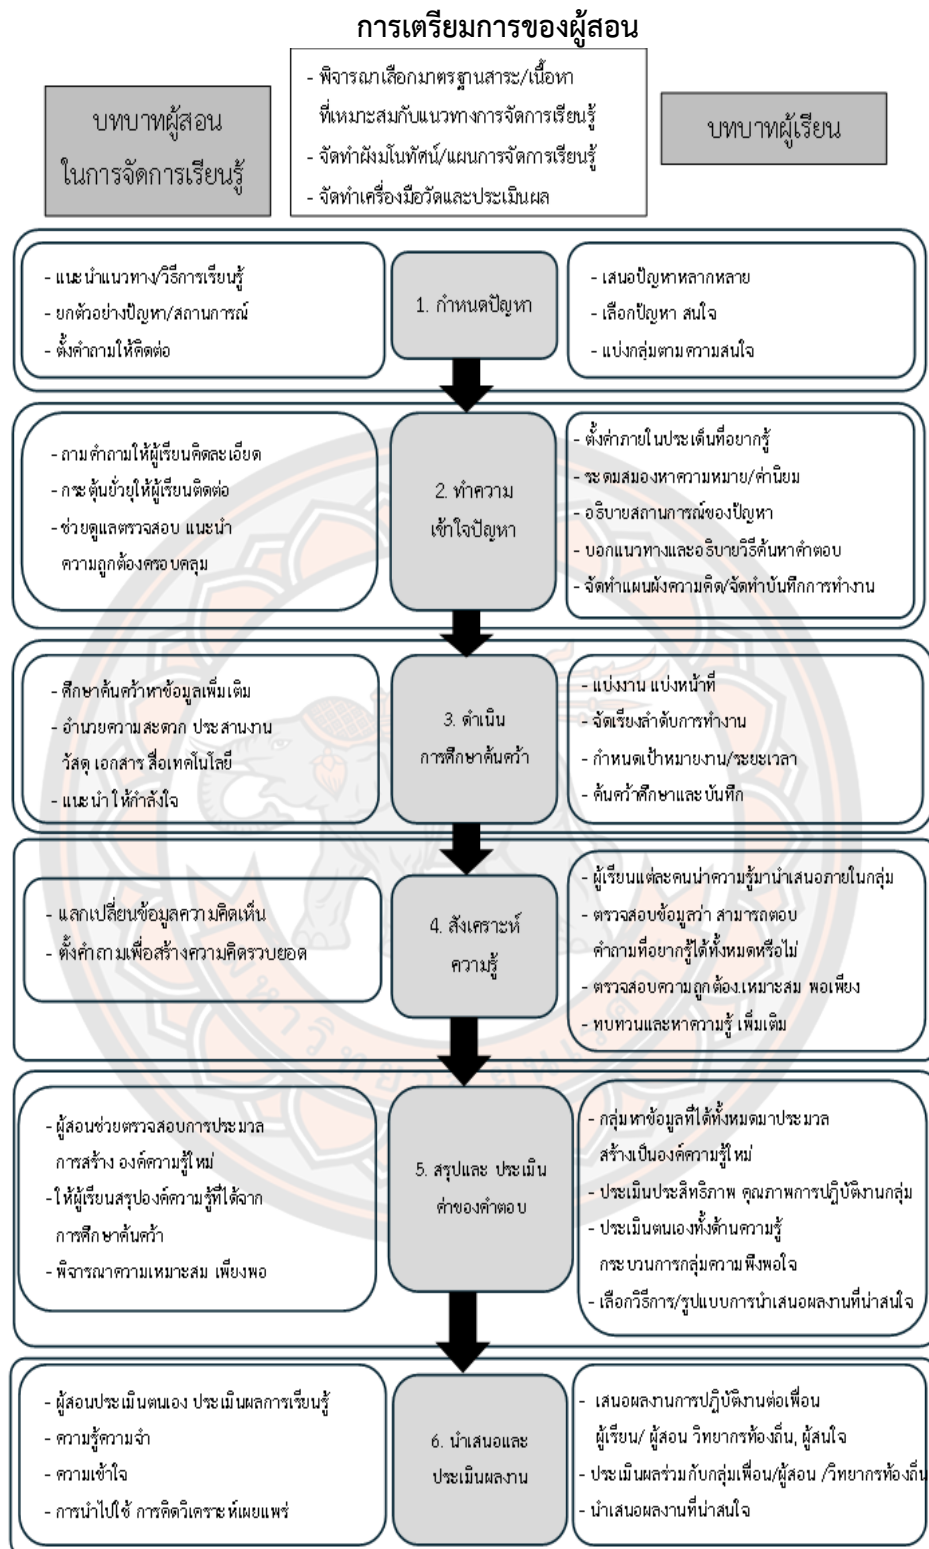 การเตรียมการของผู้สอน
บทบาทผู้สอน
ในการจัดการเรียนรู้
- พิจารณาเลือกมาตรฐานสาระ/เนื้อหา
ที่เหมาะสมกับแนวทางการจัดการเรียนรู้
- จัดทำผังมโนทัศน์/แผนการจัดการเรียนรู้
- จัดทำเครื่องมือวัดและประเมินผล
บทบาทผู้เรียน
- แนะนำแนวทาง/วิธีการเรียนรู้
- ยกตัวอย่างปัญหา/สถานการณ์
- ตั้งคำถามให้คิดต่อ
1. กำหนดปัญหา
- เสนอปัญหาหลากหลาย
- เลือกปัญหา สนใจ
- แบ่งกลุ่มตามความสนใจ
- ถามคำถามให้ผู้เรียนคิดละเอียด
- กระตุ้นยั่วยุให้ผู้เรียนติดต่อ
- ช่วยดูแลตรวจสอบ แนะนำ
ความถูกต้องครอบคลุม
2. ทำความ
เข้าใจปัญหา
- ตั้งค่าภายในประเด็นที่อยากรู้
- ระดมสมองหาความหมาย/ค่านิยม
- อธิบายสถานการณ์ของปัญหา
- บอกแนวทางและอธิบายวิธีค้นหาคำตอบ
- จัดทำแผนผังความคิด/จัดทำบันทึกการทำงาน
- ศึกษาค้นคว้าหาข้อมูลเพิ่มเติม
- อำนวยความสะดวก ประสานงาน
วัสดุ เอกสาร สื่อเทคโนโลยี
- แนะนำ ให้กำลังใจ
3. ดำเนิน
การศึกษาค้นคว้า
- แบ่งงาน แบ่งหน้าที่
- จัดเรียงลำดับการทำงาน
- กำหนดเป้าหมายงาน/ระยะเวลา
- ค้นคว้าศึกษาและบันทึก
- แลกเปลี่ยนข้อมูลความคิดเห็น
- ตั้งคำถามเพื่อสร้างความคิดรวบยอด
4. สังเคราะห์
ความรู้
- ผู้เรียนแต่ละคนนำความรู้มานำเสนอภายในกลุ่ม
- ตรวจสอบข้อมูลว่า สามารถตอบ
คำถามที่อยากรู้ได้ทั้งหมดหรือไม่
- ตรวจสอบความถูกต้อง เหมาะสม พอเพียง
- ทบทวนและหาความรู้ เพิ่มเติม
- ผู้สอนช่วยตรวจสอบการประมวล
การสร้าง องค์ความรู้ใหม่
- ให้ผู้เรียนสรุปองค์ความรู้ที่ได้จาก
การศึกษาค้นคว้า
- พิจารณาความเหมาะสม เพียงพอ
5. สรุปและ ประเมิน
ค่าของคำตอบ
- กลุ่มหาข้อมูลที่ได้ทั้งหมดมาประมวล
สร้างเป็นองค์ความรู้ใหม่
- ประเมินประสิทธิภาพ คุณภาพการปฏิบัติงานกลุ่ม
- ประเมินตนเองทั้งด้านความรู้
กระบวนการกลุ่มความพึงพอใจ
- เลือกวิธีการ/รูปแบบการนำเสนอผลงานที่น่าสนใจ
- ผู้สอนประเมินตนเอง ประเมินผลการเรียนรู้
- ความรู้ความจำ
- ความเข้าใจ
- การนำไปใช้ การคิดวิเคราะห์เผยแพร่
6. นำเสนอและ
ประเมินผลงาน
- เสนอผลงานการปฏิบัติงานต่อเพื่อน
ผู้เรียน/ ผู้สอน วิทยากรท้องถิ่น, ผู้สนใจ
- ประเมินผลร่วมกับกลุ่มเพื่อน/ผู้สอน /วิทยากรท้องถิ่น
- นำเสนอผลงานที่น่าสนใจ